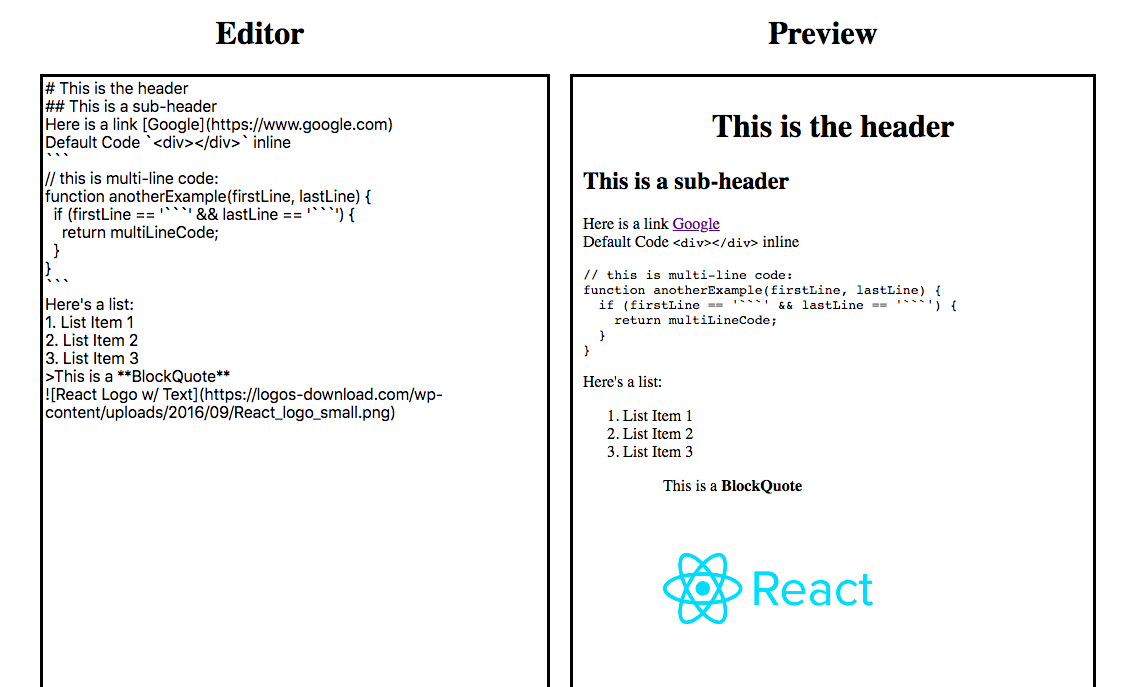 Editor
# This is the header
## This is a sub-header
Here is a link [Google](https://www.google.com)
Default Code `<div></div>` inline
```
// this is multi-line code:
function anotherExample(firstLine, lastLine) {
  if (firstLine == '```' && lastLine == '```') {
    return multiLineCode;
  }
}
```
Here's a list:
1. List Item 1
2. List Item 2
3. List Item 3
>This is a **BlockQuote**
![React Logo w/ Text](https://logos-download.com/wp-
content/uploads/2016/09/React_logo_small.png)
Preview
This is the header
This is a sub-header
Here is a link Google
Default Code <div></div> inline
// this is multi-line code:
function anotherExample(firstLine, lastLine) {
  if (firstLine == '```' && lastLine == '```') {
    return multiLineCode;
  }
}
Here's a list:
1. List Item 1
2. List Item 2
3. List Item 3
This is a BlockQuote
React